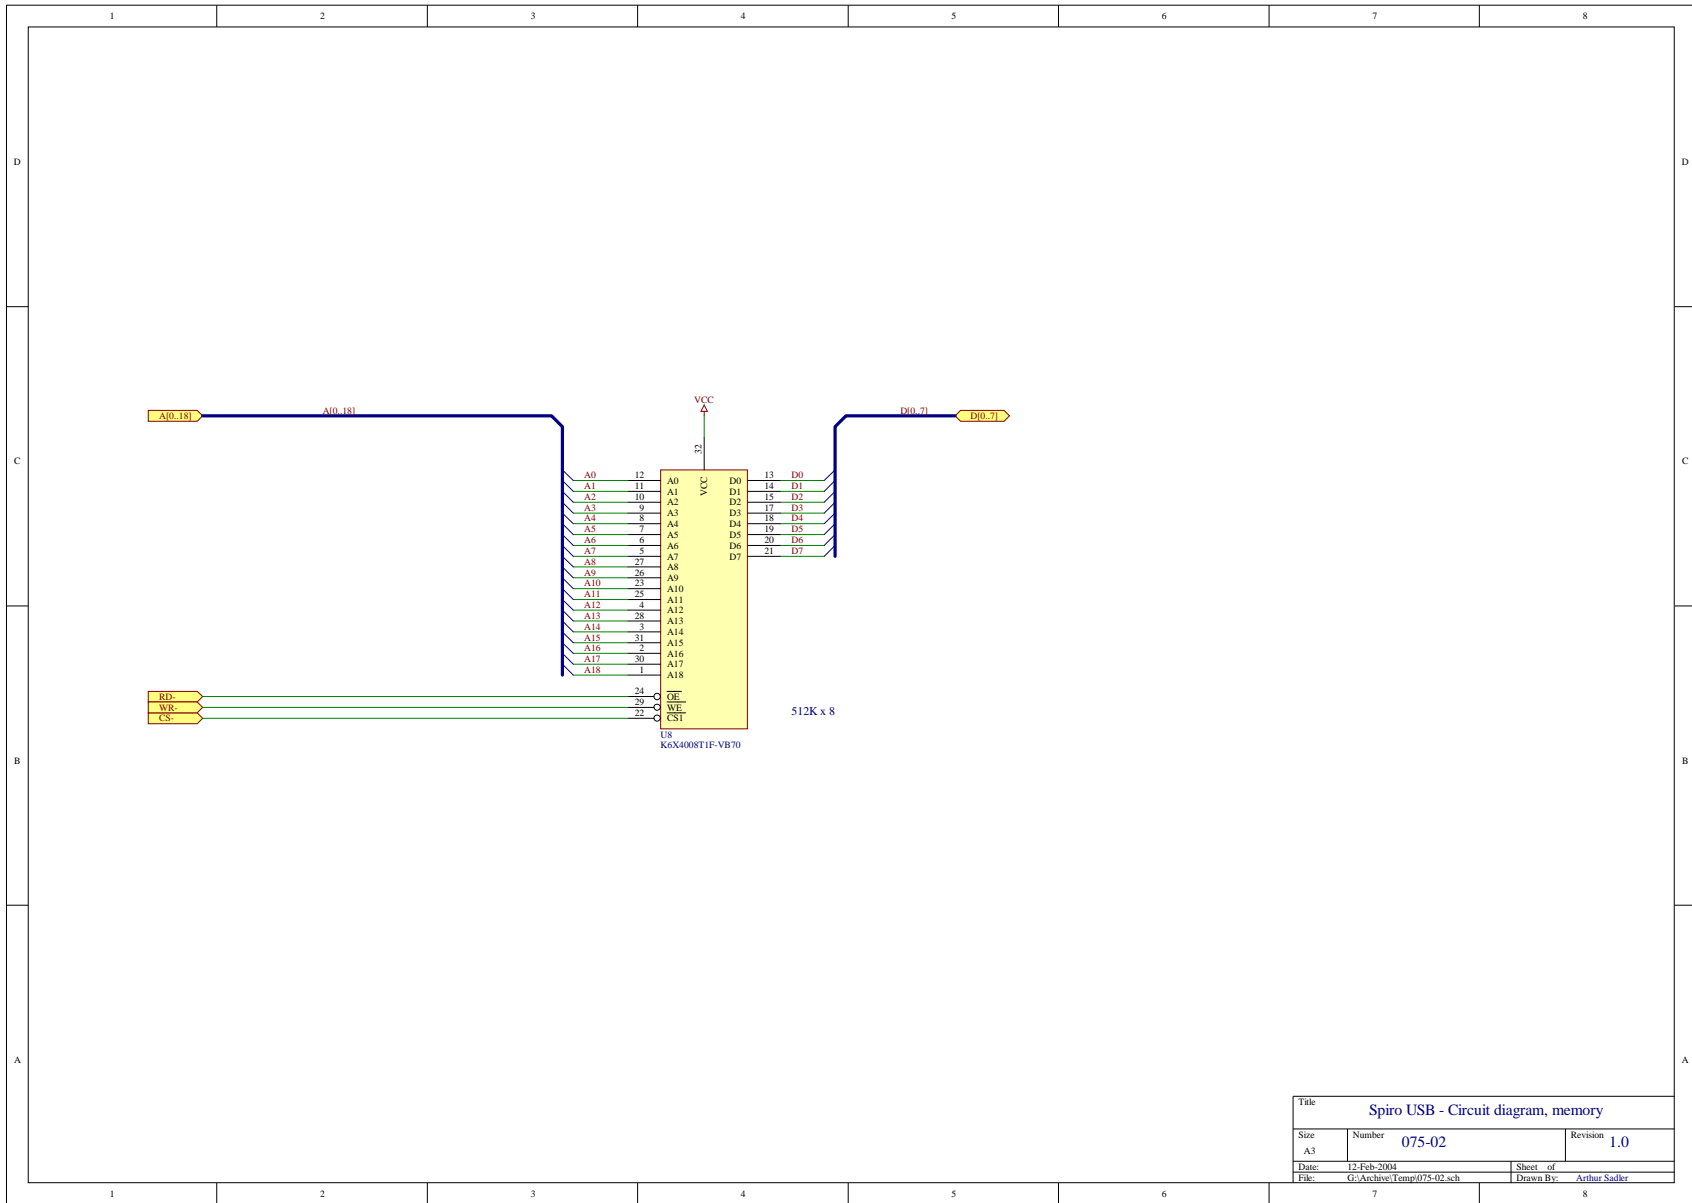 1 2 3 4 5 6 7 8
D D
VCC
A[0..18] A[0..18] D[0..7] D[0..7]
32
C C
VCC
A0 12 A0 D0 13 D0
A1 11 A1 D1 14 D1
A2 10 A2 D2 15 D2
A3 9 A3 D3 17 D3
A4 8 A4 D4 18 D4
A5 7 A5 D5 19 D5
A6 6 A6 D6 20 D6
A7 5 A7 D7 21 D7
A8 27 A8
A9 26 A9
A10 23 A10
A11 25 A11
A12 4 A12
A13 28 A13
A14 3 A14
A15 31 A15
A16 2 A16
A17 30 A17
A18 1 A18
RD- 24 OE
WR- 29 WE
CS- 22 CS1
512K x 8
U8
K6X4008T1F-VB70
B B
A A
Title
Spiro USB - Circuit diagram, memory
Size Number Revision
A3 075-02 1.0
Date: 12-Feb-2004 Sheet of
File: G:\Archive\Temp\075-02.sch Drawn By: Arthur Sadler
1 2 3 4 5 6 7 8